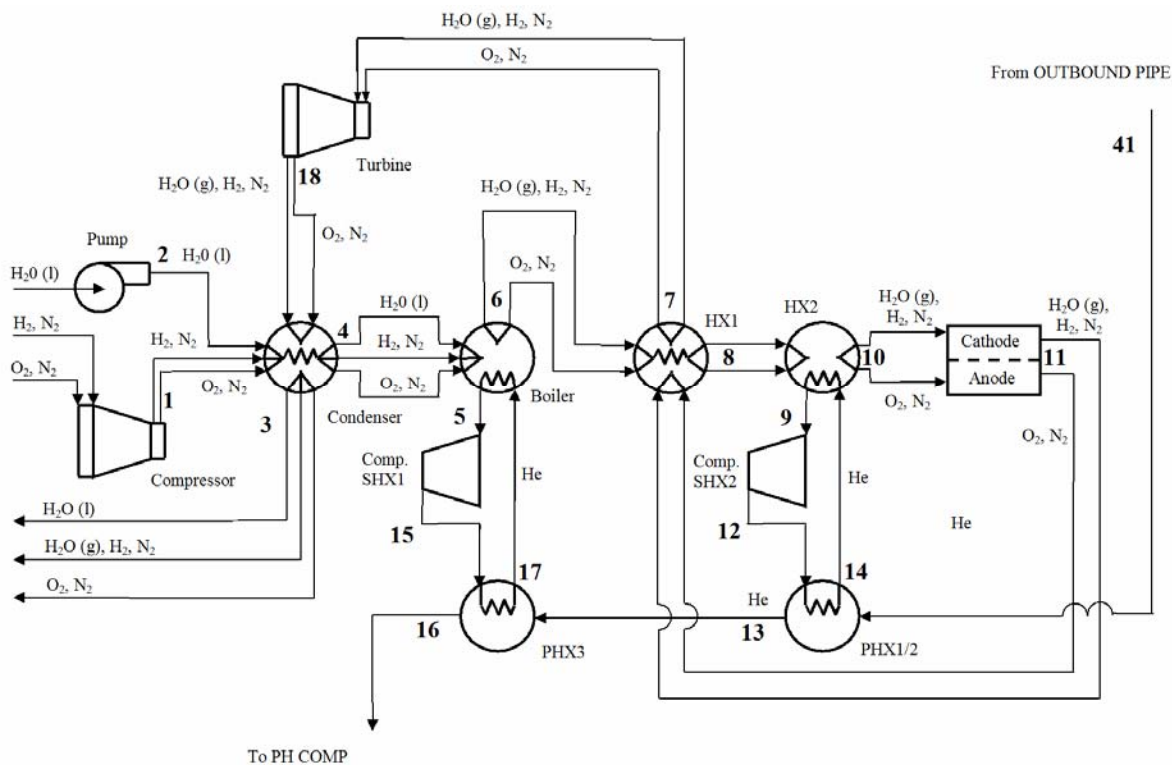 H₂O (g), H₂, N₂
O₂, N₂
From OUTBOUND PIPE
41
Turbine
18
H₂O (g), H₂, N₂
H₂O (g), H₂, N₂
O₂, N₂
Pump
2
H₂0 (l)
H₂0 (l)
O₂, N₂
H₂0 (l)
6
7
HX1
HX2
H₂O (g),
H₂, N₂
H₂O (g),
H₂, N₂
H₂, N₂
H₂, N₂
4
H₂, N₂
8
10
Cathode
11
Anode
O₂, N₂
O₂, N₂
O₂, N₂
O₂, N₂
O₂, N₂
1
3
Condenser
Boiler
5
9
Compressor
Comp.
SHX1
He
Comp.
SHX2
He
H₂O (l)
15
12
He
H₂O (g), H₂, N₂
17
14
O₂, N₂
He
16
13
PHX3
PHX1/2
To PH COMP